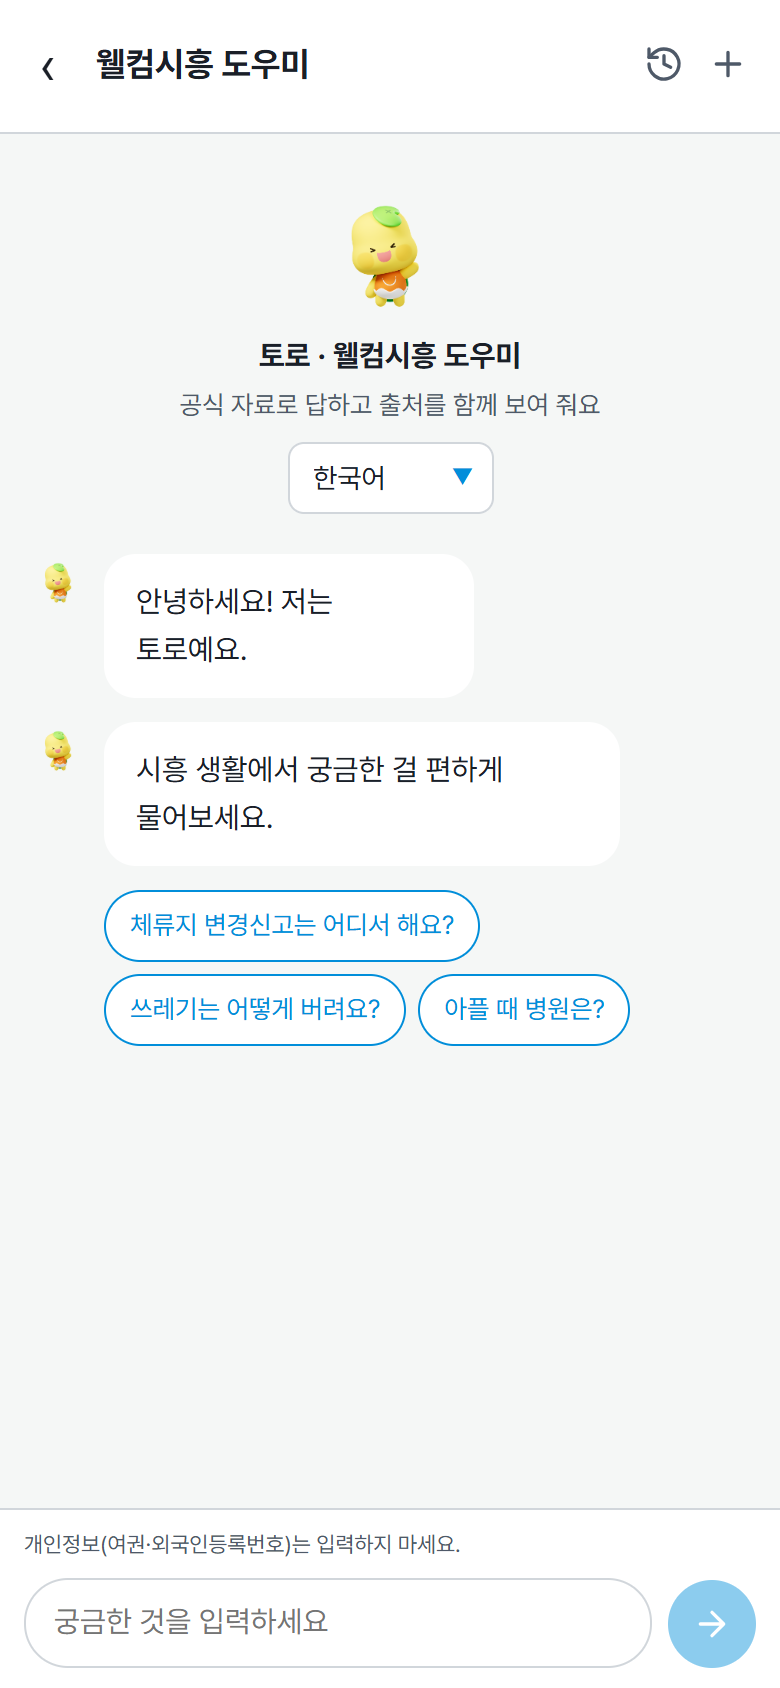 웰컴시흥 도우미
토로 · 웰컴시흥 도우미
공식 자료로 답하고 출처를 함께 보여 줘요
한국어
안녕하세요! 저는
토로예요.
시흥 생활에서 궁금한 걸 편하게
물어보세요.
체류지 변경신고는 어디서 해요?
쓰레기는 어떻게 버려요?
아플 때 병원은?
개인정보(여권·외국인등록번호)는 입력하지 마세요.
궁금한 것을 입력하세요